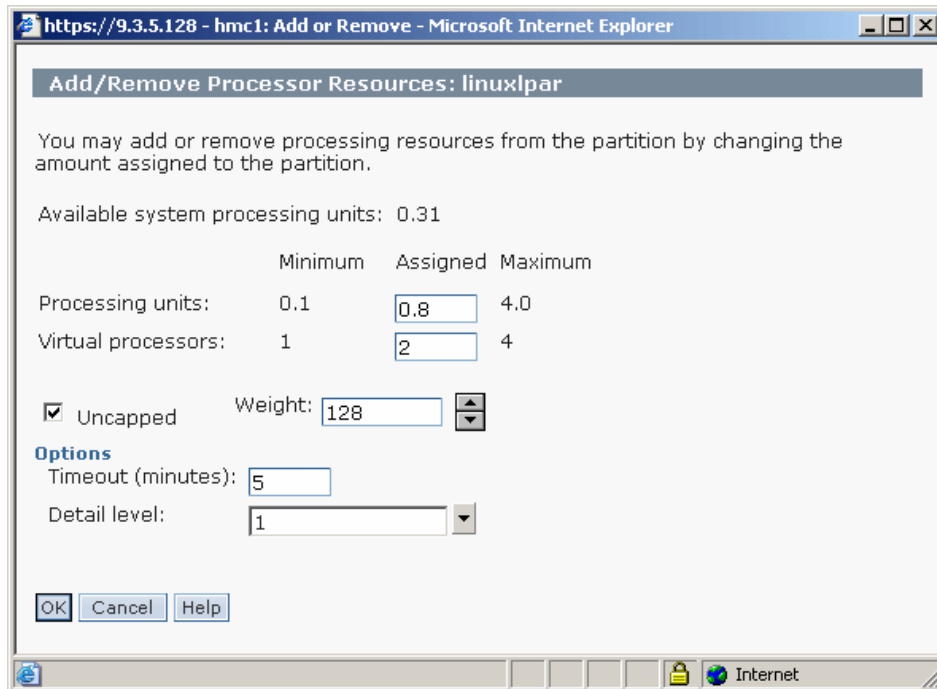 https://9.3.5.128 - hmc1: Add or Remove - Microsoft Internet Explorer
Add/Remove Processor Resources: linuxlpar
You may add or remove processing resources from the partition by changing the
amount assigned to the partition.
Available system processing units: 0.31
Minimum Assigned Maximum
Processing units: 0.1 0.8 4.0
Virtual processors: 1 2 4
Uncapped Weight: 128
Options
Timeout (minutes): 5
Detail level: 1
OK Cancel Help
Internet